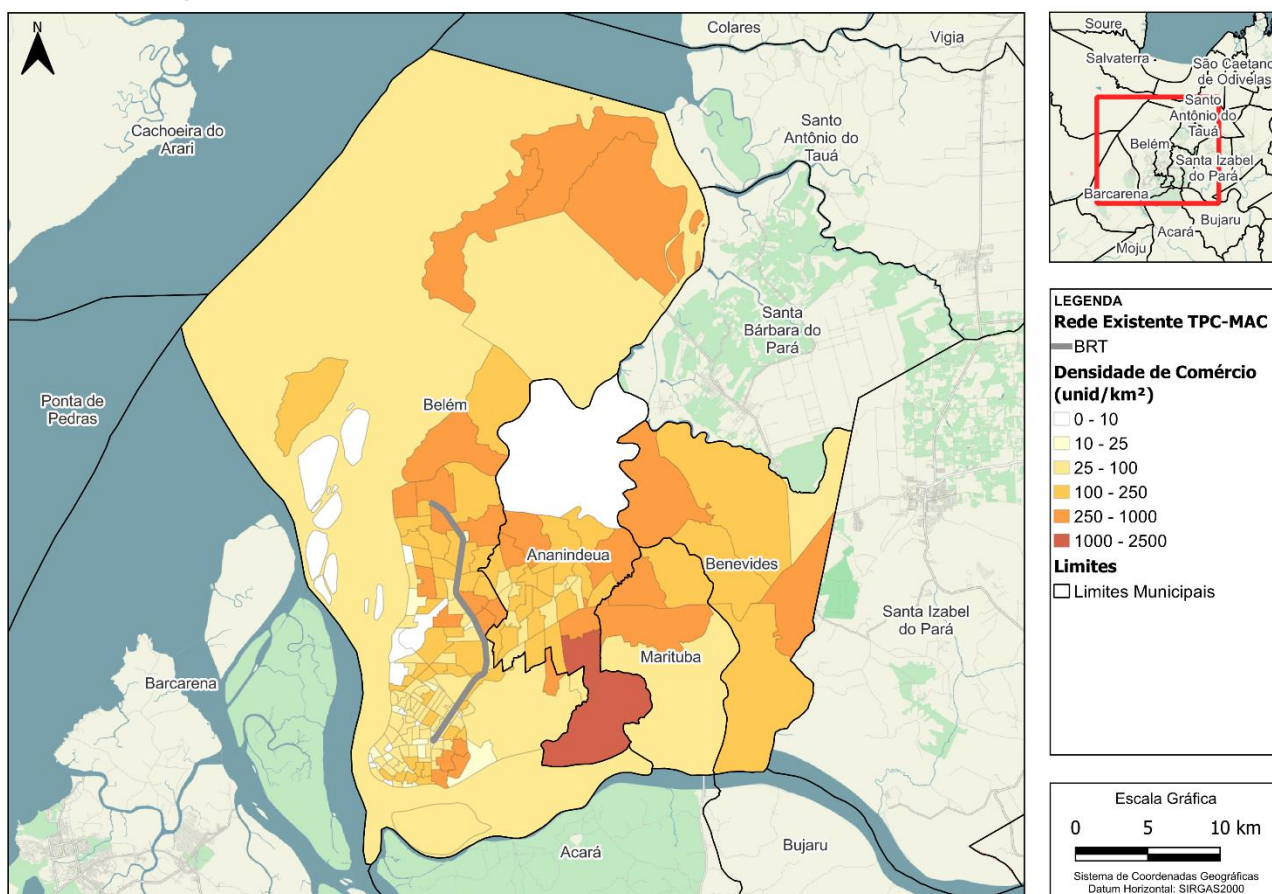 N
Colares
Vigia
Cachoeira do
Arari
Santo
Antônio do
Tauá
Santa
Bárbara do
Pará
Ponta de
Pedras
Belém
Ananindeua
Benevides
Santa Izabel
do Pará
Marituba
Barcarena
Acará
Bujaru
Soure
Salvaterra
São Caetano
de Odivelas
Santo
Antônio do
Tauá
Belém
Santa Izabel
do Pará
Barcarena
Bujaru
Acará
Moju
LEGENDA
Rede Existente TPC-MAC
BRT
Densidade de Comércio
(unid/km²)
0 - 10
10 - 25
25 - 100
100 - 250
250 - 1000
1000 - 2500
Limites
Limites Municipais
Escala Gráfica
0 5 10 km
Sistema de Coordenadas Geográficas
Datum Horizontal: SIRGAS2000